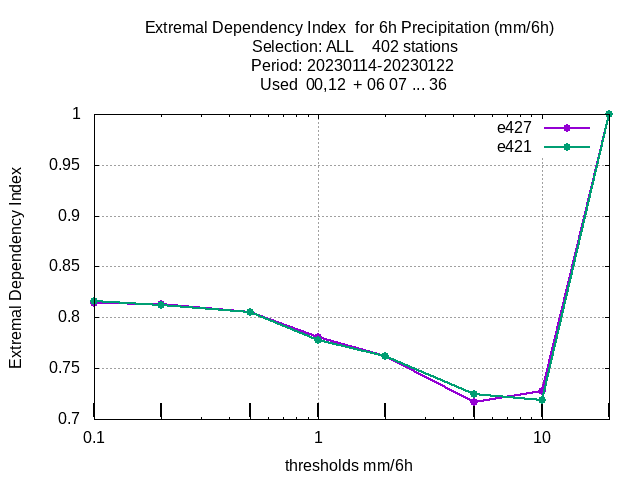 Extremal Dependency Index  for 6h Precipitation (mm/6h)
Selection: ALL    402 stations
Period: 20230114-20230122
Used  00,12  + 06 07 ... 36
Extremal Dependency Index
1
0.95
0.9
0.85
0.8
0.75
0.7
e427
e421
0.1
1
10
thresholds mm/6h